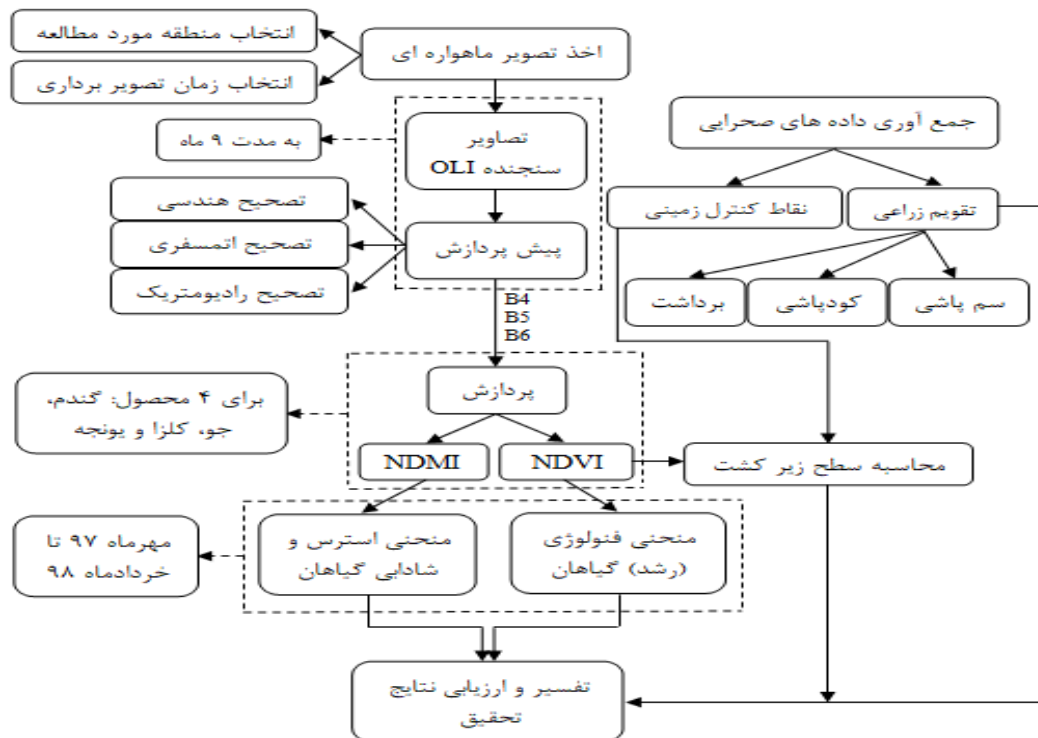 اخذ تصویر ماهواره ای
انتخاب منطقه مورد مطالعه
انتخاب زمان تصویر برداری
تصاویر
سنجنده OLI
به مدت ۹ ماه
پیش پردازش
تصحیح هندسی
تصحیح اتمسفری
تصحیح رادیومتریک
B4
B5
B6
جمع آوری داده های صحرایی
تقویم زراعی
نقاط کنترل زمینی
سم پاشی
کودپاشی
برداشت
پردازش
برای ۴ محصول: گندم،
جو، کلزا و یونجه
NDVI
NDMI
محاسبه سطح زیر کشت
منحنی فنولوژی
(رشد) گیاهان
منحنی استرس و
شادابی گیاهان
مهرماه ۹۷ تا
خردادماه ۹۸
تفسیر و ارزیابی نتایج
تحقیق